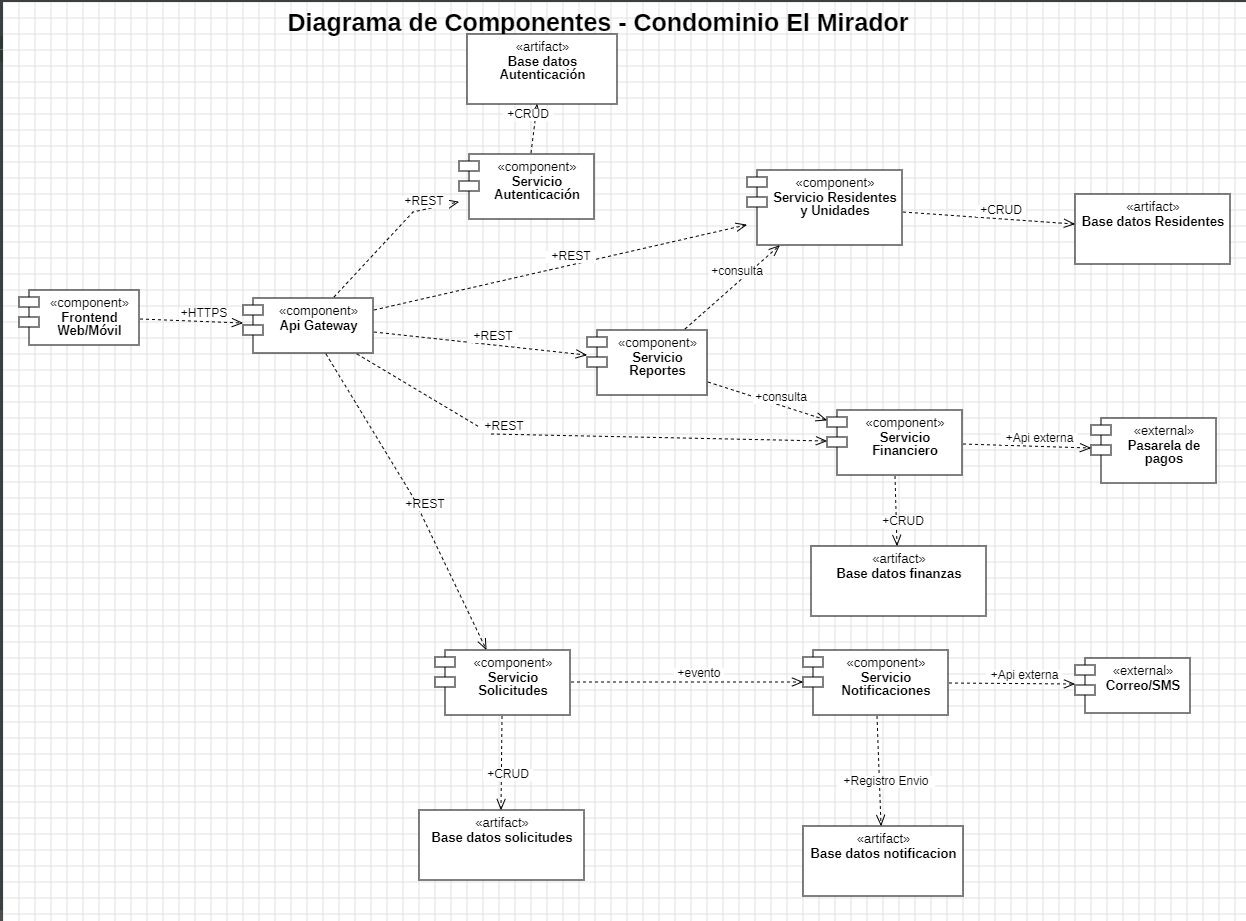 Diagrama de Componentes - Condominio El Mirador
«artifact»
Base datos
Autenticación
+CRUD
«component»
Servicio
Autenticación
+REST
«component»
Servicio Residentes
y Unidades
+CRUD
«artifact»
Base datos Residentes
+REST
+consulta
«component»
Frontend
Web/Móvil
+HTTPS
«component»
Api Gateway
+REST
«component»
Servicio
Reportes
+consulta
+REST
«component»
Servicio
Financiero
+Api externa
«external»
Pasarela de
pagos
+REST
+CRUD
«artifact»
Base datos finanzas
«component»
Servicio
Solicitudes
+evento
«component»
Servicio
Notificaciones
+Api externa
«external»
Correo/SMS
+CRUD
+Registro Envio
«artifact»
Base datos solicitudes
«artifact»
Base datos notificacion